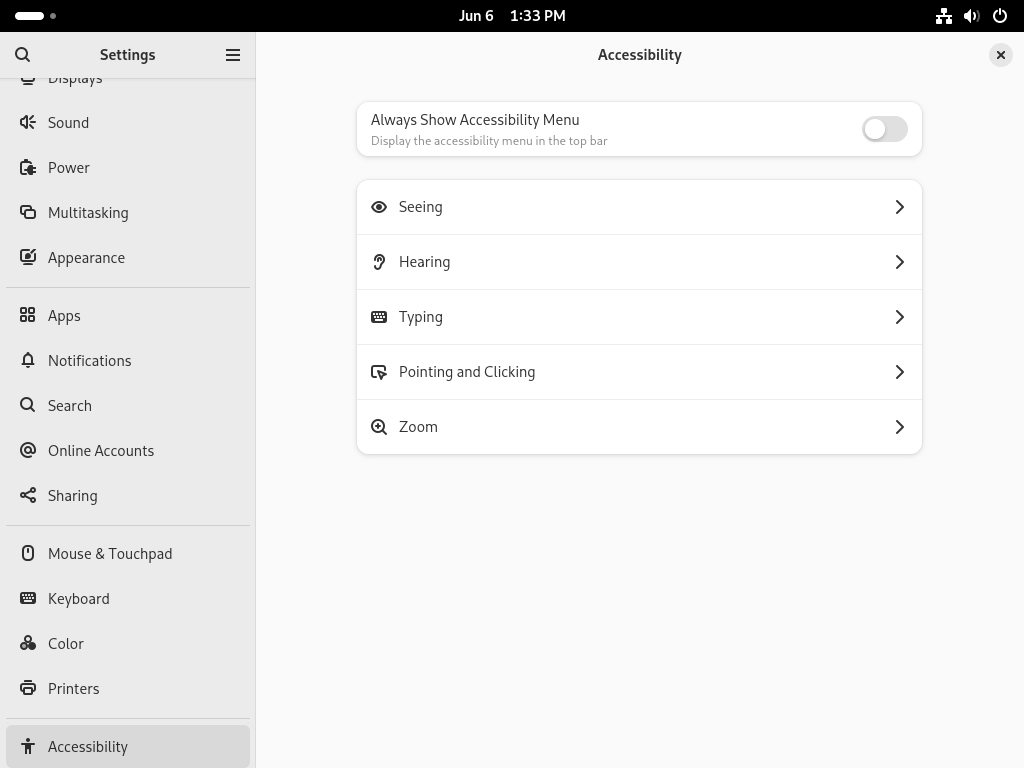 Jun 6 1:33 PM
Settings
Accessibility
Displays
Sound
Power
Multitasking
Appearance
Apps
Notifications
Search
Online Accounts
Sharing
Mouse & Touchpad
Keyboard
Color
Printers
Accessibility
Always Show Accessibility Menu
Display the accessibility menu in the top bar
Seeing
Hearing
Typing
Pointing and Clicking
Zoom